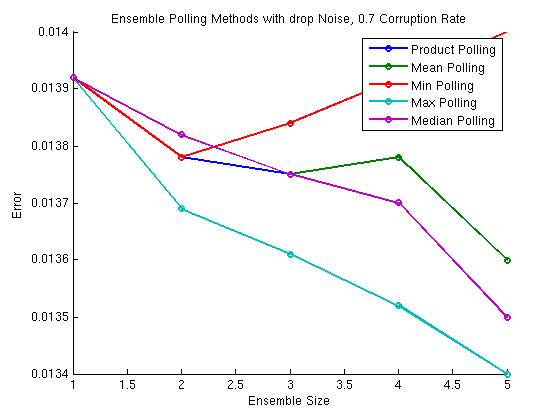 Ensemble Polling Methods with drop Noise, 0.7 Corruption Rate
0.014
0.0139
0.0138
0.0137
0.0136
0.0135
0.0134
Error
Product Polling
Mean Polling
Min Polling
Max Polling
Median Polling
1
1.5
2
2.5
3
3.5
4
4.5
5
Ensemble Size